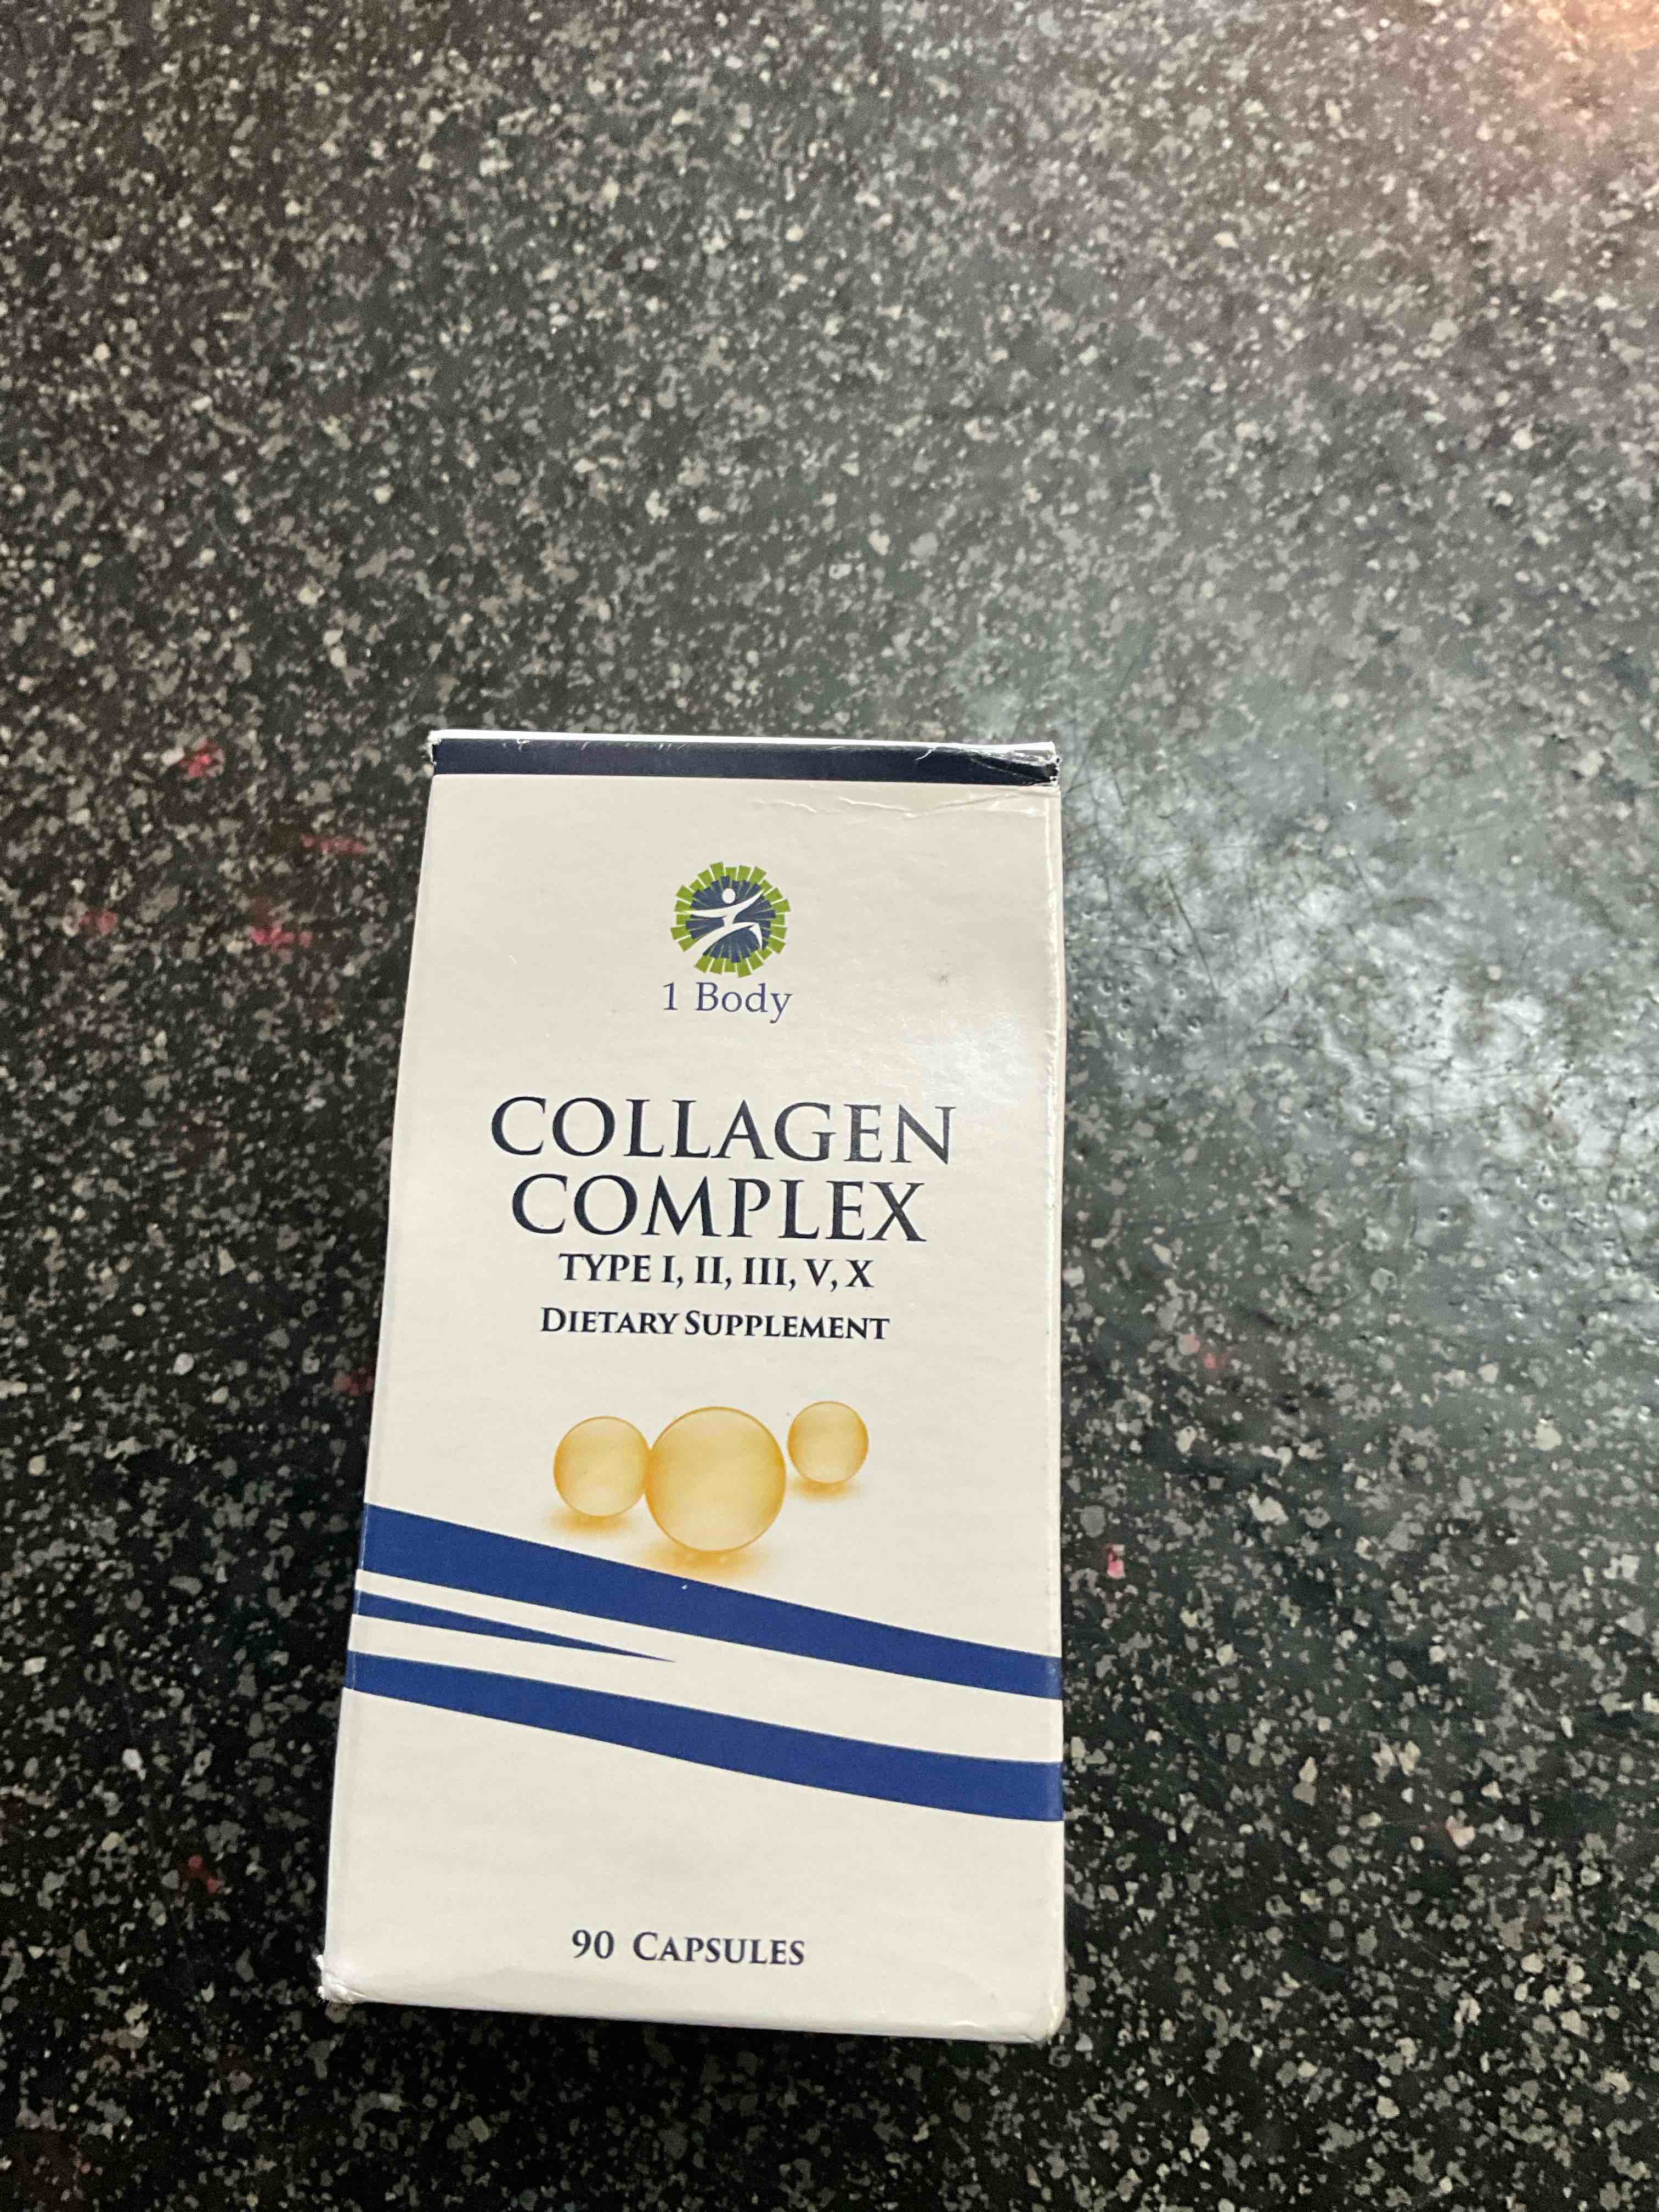 1 Body
COLLAGEN
COMPLEX
TYPE I, II, III, V, X
DIETARY SUPPLEMENT
90 CAPSULES